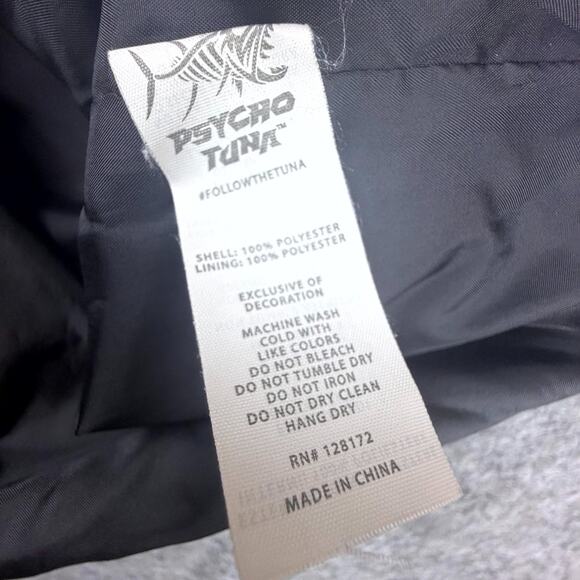 PSYCHO
TUNA™
#FOLLOWTHETUNA
SHELL: 100% POLYESTER
LINING: 100% POLYESTER
EXCLUSIVE OF
DECORATION
MACHINE WASH
COLD WITH
LIKE COLORS
DO NOT BLEACH
DO NOT TUMBLE DRY
DO NOT IRON
DO NOT DRY CLEAN
HANG DRY
RN# 128172
MADE IN CHINA